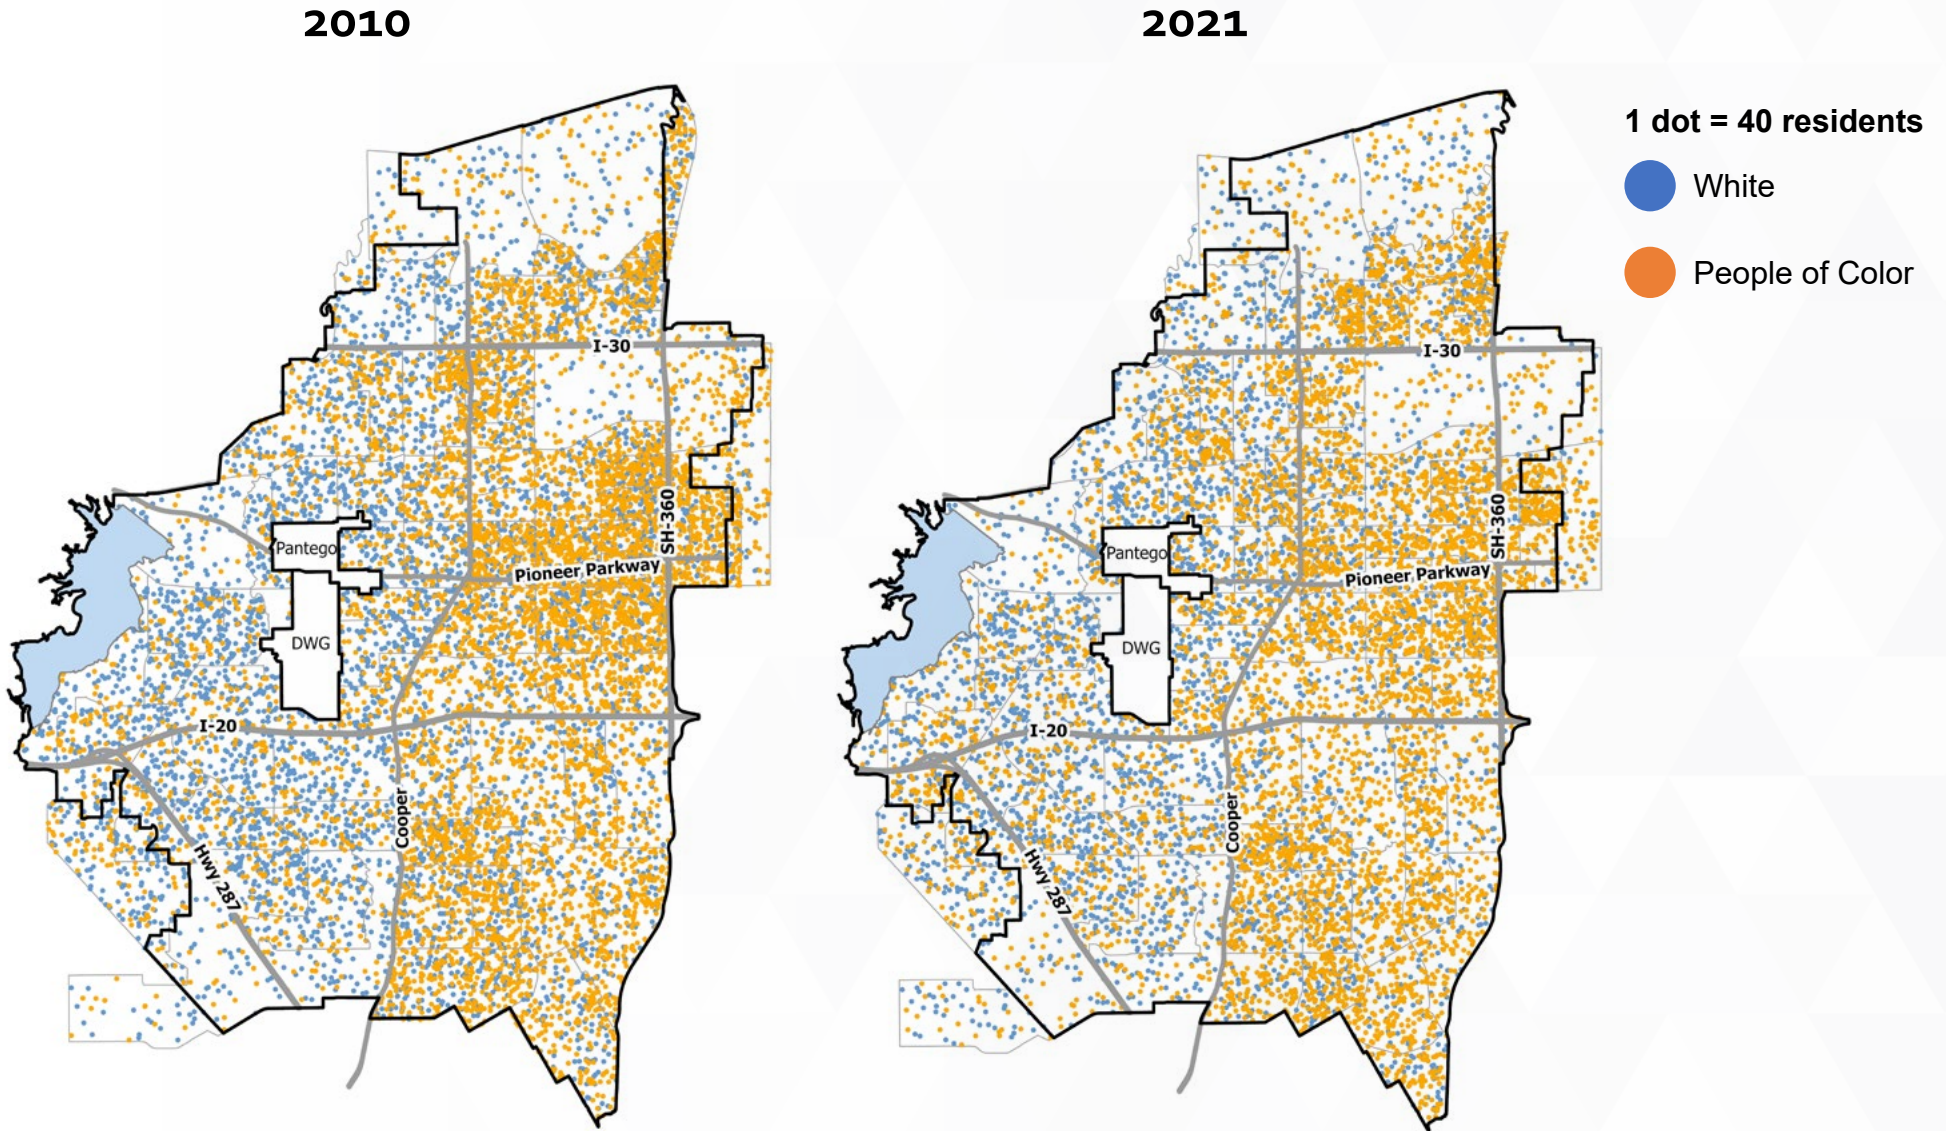 2010
2021
1 dot = 40 residents
White
People of Color
I-30
SH-360
Pantego
Pioneer Parkway
DWG
I-20
Cooper
Hwy 287
I-30
SH-360
Pantego
Pioneer Parkway
DWG
I-20
Cooper
Hwy 287